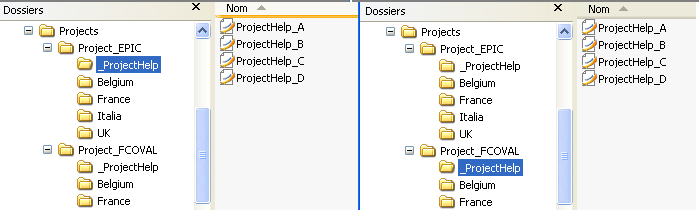 Dossiers
Projects
Project_EPIC
_ProjectHelp
Belgium
France
Italia
UK
Project_FCOVAL
_ProjectHelp
Belgium
France
Nom
ProjectHelp_A
ProjectHelp_B
ProjectHelp_C
ProjectHelp_D
Dossiers
Projects
Project_EPIC
_ProjectHelp
Belgium
France
Italia
UK
Project_FCOVAL
_ProjectHelp
Belgium
France
Nom
ProjectHelp_A
ProjectHelp_B
ProjectHelp_C
ProjectHelp_D